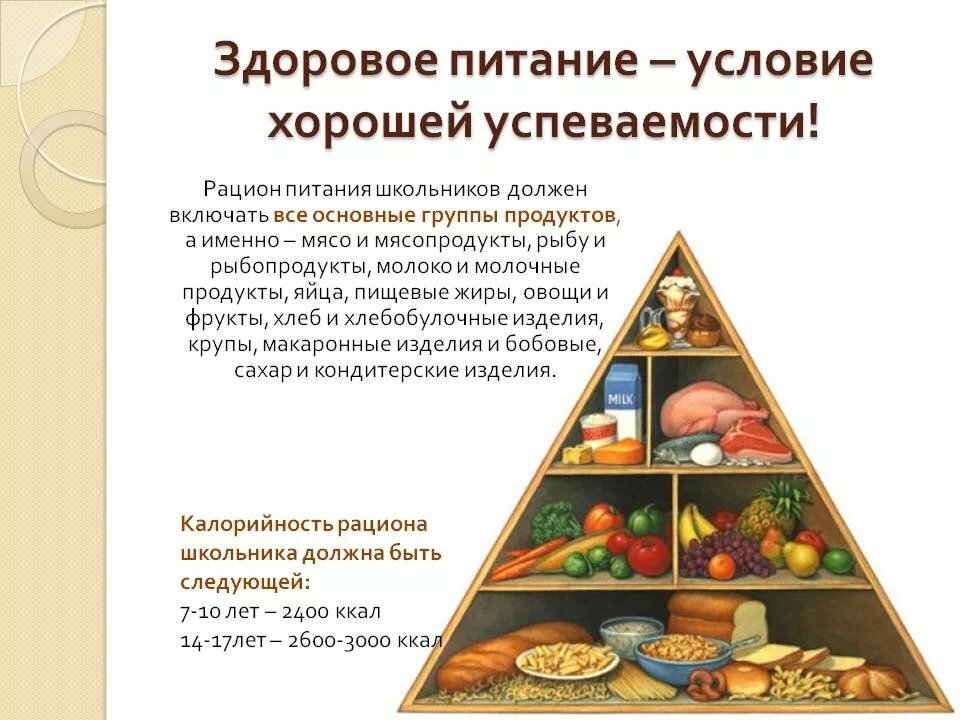 Здоровое питание – условие
хорошей успеваемости!
Рацион питания школьников должен
включать все основные группы продуктов,
а именно – мясо и мясопродукты, рыбу и
рыбопродукты, молоко и молочные
продукты, яйца, пищевые жиры, овощи и
фрукты, хлеб и хлебобулочные изделия,
крупы, макаронные изделия и бобовые,
сахар и кондитерские изделия.
MILK
Калорийность рациона
школьника должна быть
следующей:
7-10 лет – 2400 ккал
14-17лет – 2600-3000 ккал